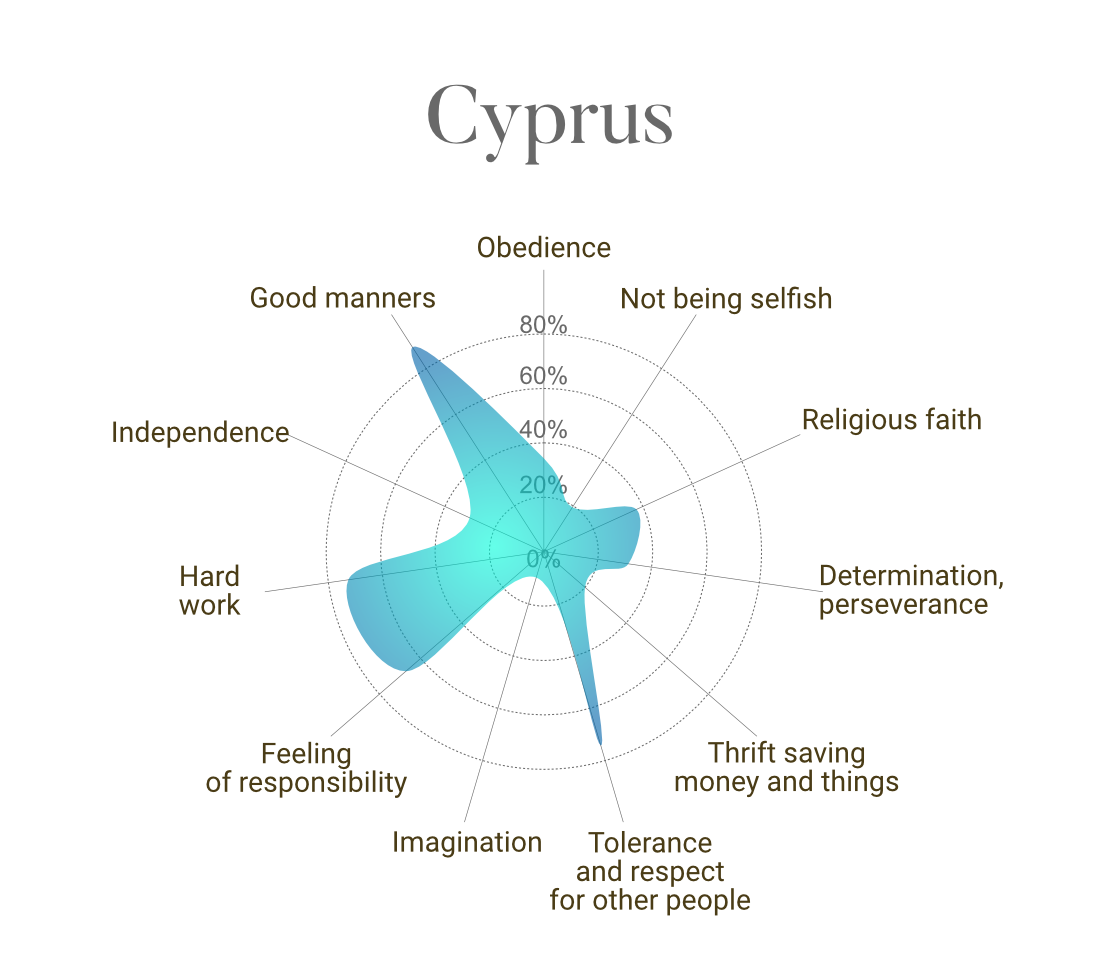 Cyprus
Obedience
Good manners
Not being selfish
80%
60%
Religious faith
Independence
40%
20%
0%
Hard
work
Determination,
perseverance
Feeling
of responsibility
Thrift saving
money and things
Imagination
Tolerance
and respect
for other people